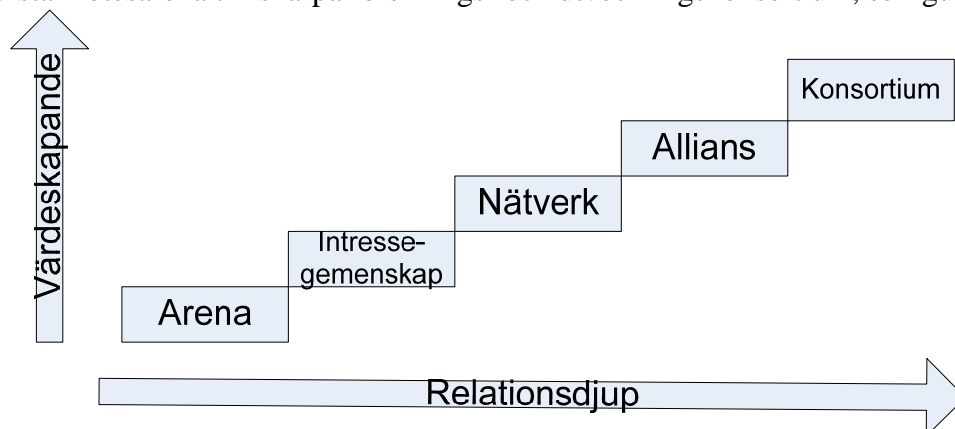 Värdeskapande
Konsortium
Allians
Nätverk
Intresse-
gemenskap
Arena
Relationsdjup